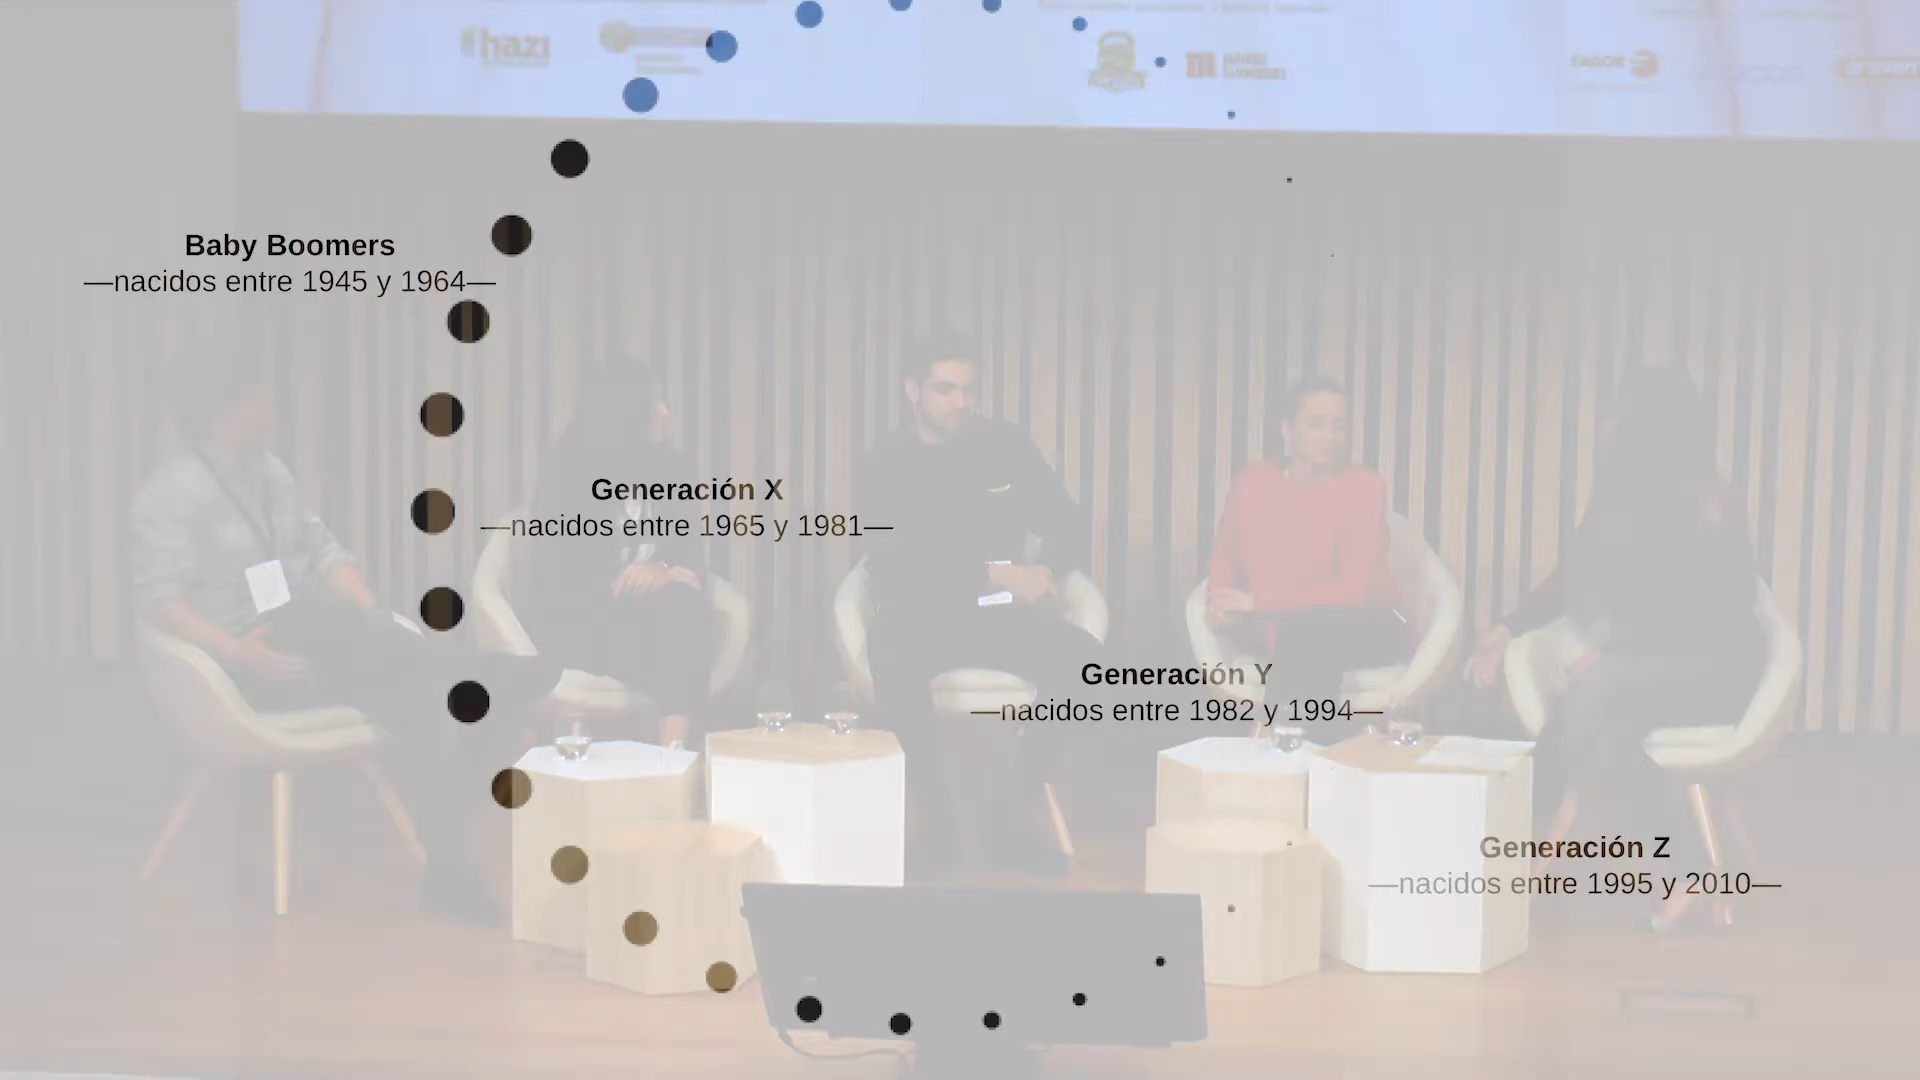 hazi
FAGOR
Baby Boomers
—nacidos entre 1945 y 1964—
Generación X
—nacidos entre 1965 y 1981—
Generación Y
—nacidos entre 1982 y 1994—
Generación Z
—nacidos entre 1995 y 2010—